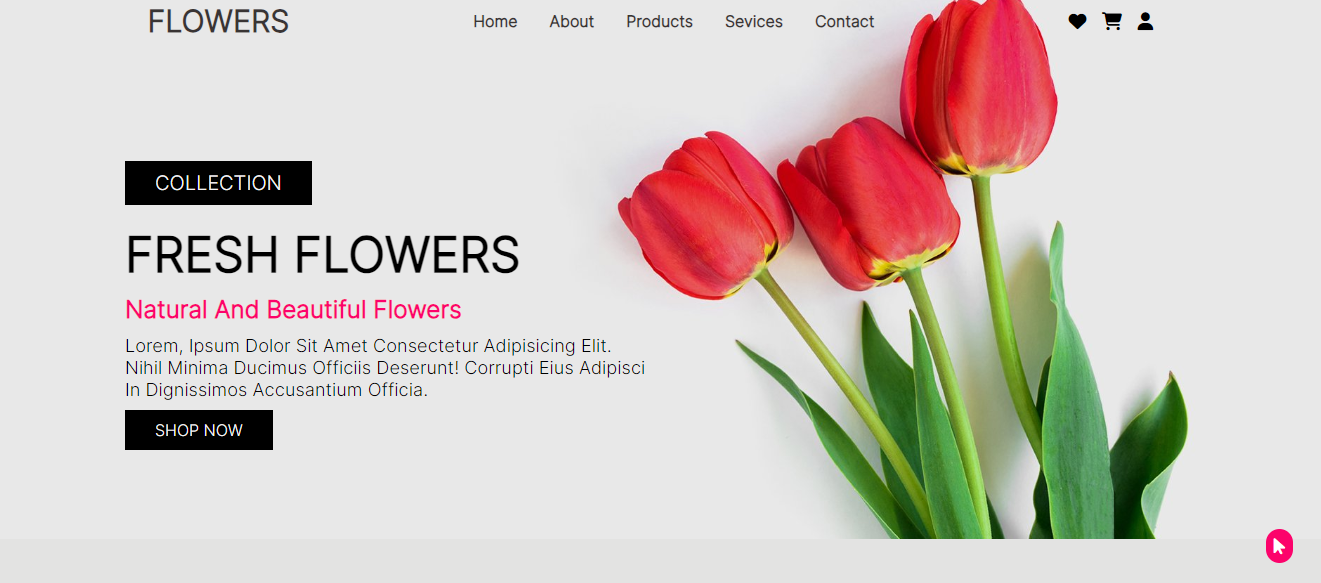 FLOWERS
Home About Products Sevices Contact
COLLECTION
FRESH FLOWERS
Natural And Beautiful Flowers
Lorem, Ipsum Dolor Sit Amet Consectetur Adipisicing Elit.
Nihil Minima Ducimus Officiis Deserunt! Corrupti Eius Adipisci
In Dignissimos Accusantium Officia.
SHOP NOW